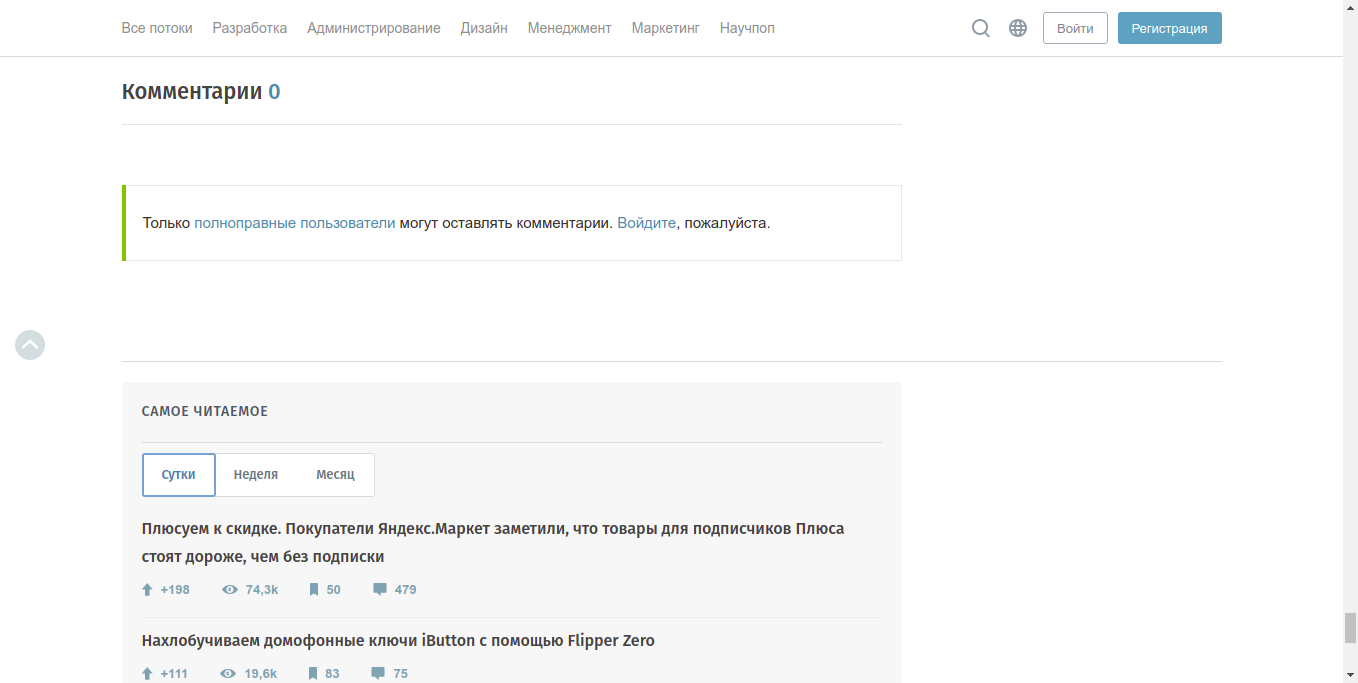 Все потоки Разработка Администрирование Дизайн Менеджмент Маркетинг Научпоп Войти Регистрация
Комментарии 0
Только полноправные пользователи могут оставлять комментарии. Войдите, пожалуйста.
САМОЕ ЧИТАЕМОЕ
Сутки Неделя Месяц
Плюсуем к скидке. Покупатели Яндекс.Маркет заметили, что товары для подписчиков Плюса
стоят дороже, чем без подписки
+198 74,3k 50 479
Нахлобучиваем домофонные ключи iButton с помощью Flipper Zero
+111 19,6k 83 75